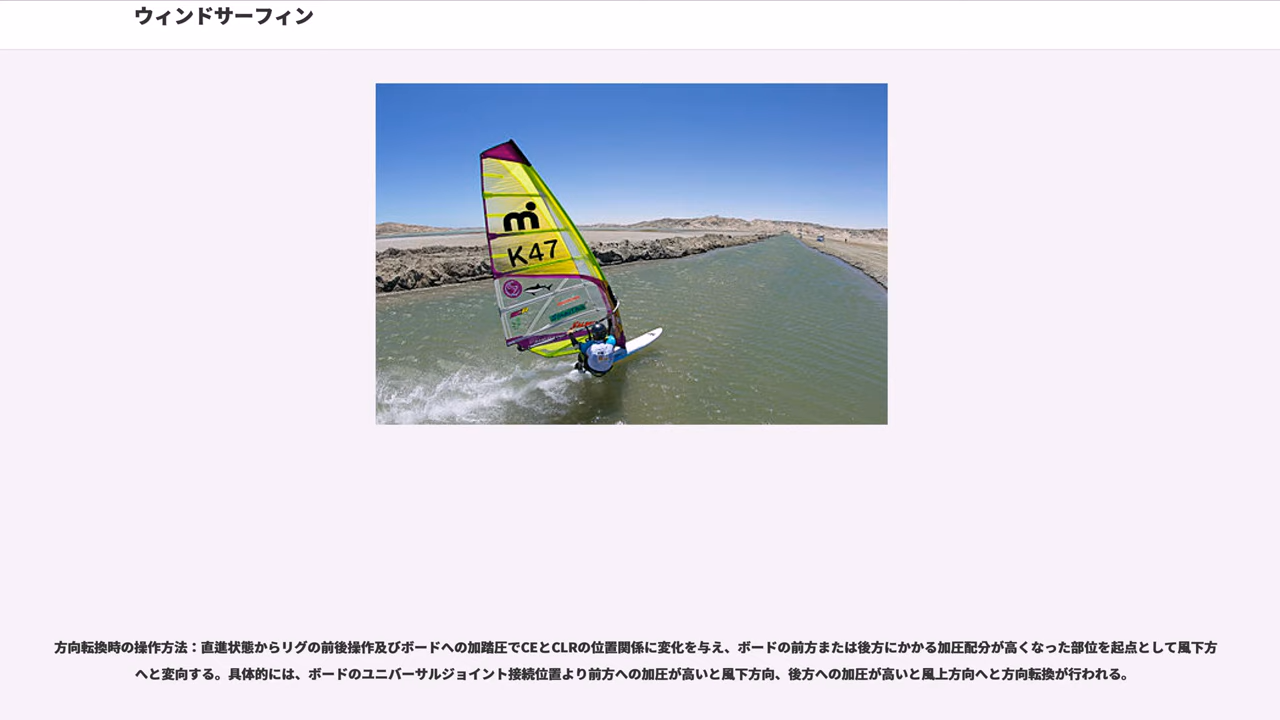 ウィンドサーフィン
m
K47
方向転換時の操作方法：直進状態からリグの前後操作及びボードへの加踏圧でCEとCLRの位置関係に変化を与え、ボードの前方または後方にかかる加圧配分が高くなった部位を起点として風下方
へと変向する。具体的には、ボードのユニバーサルジョイント接続位置より前方への加圧が高いと風下方向、後方への加圧が高いと風上方向へと方向転換が行われる。